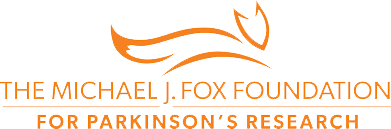 THE MICHAEL J. FOX FOUNDATION
FOR PARKINSON'S RESEARCH